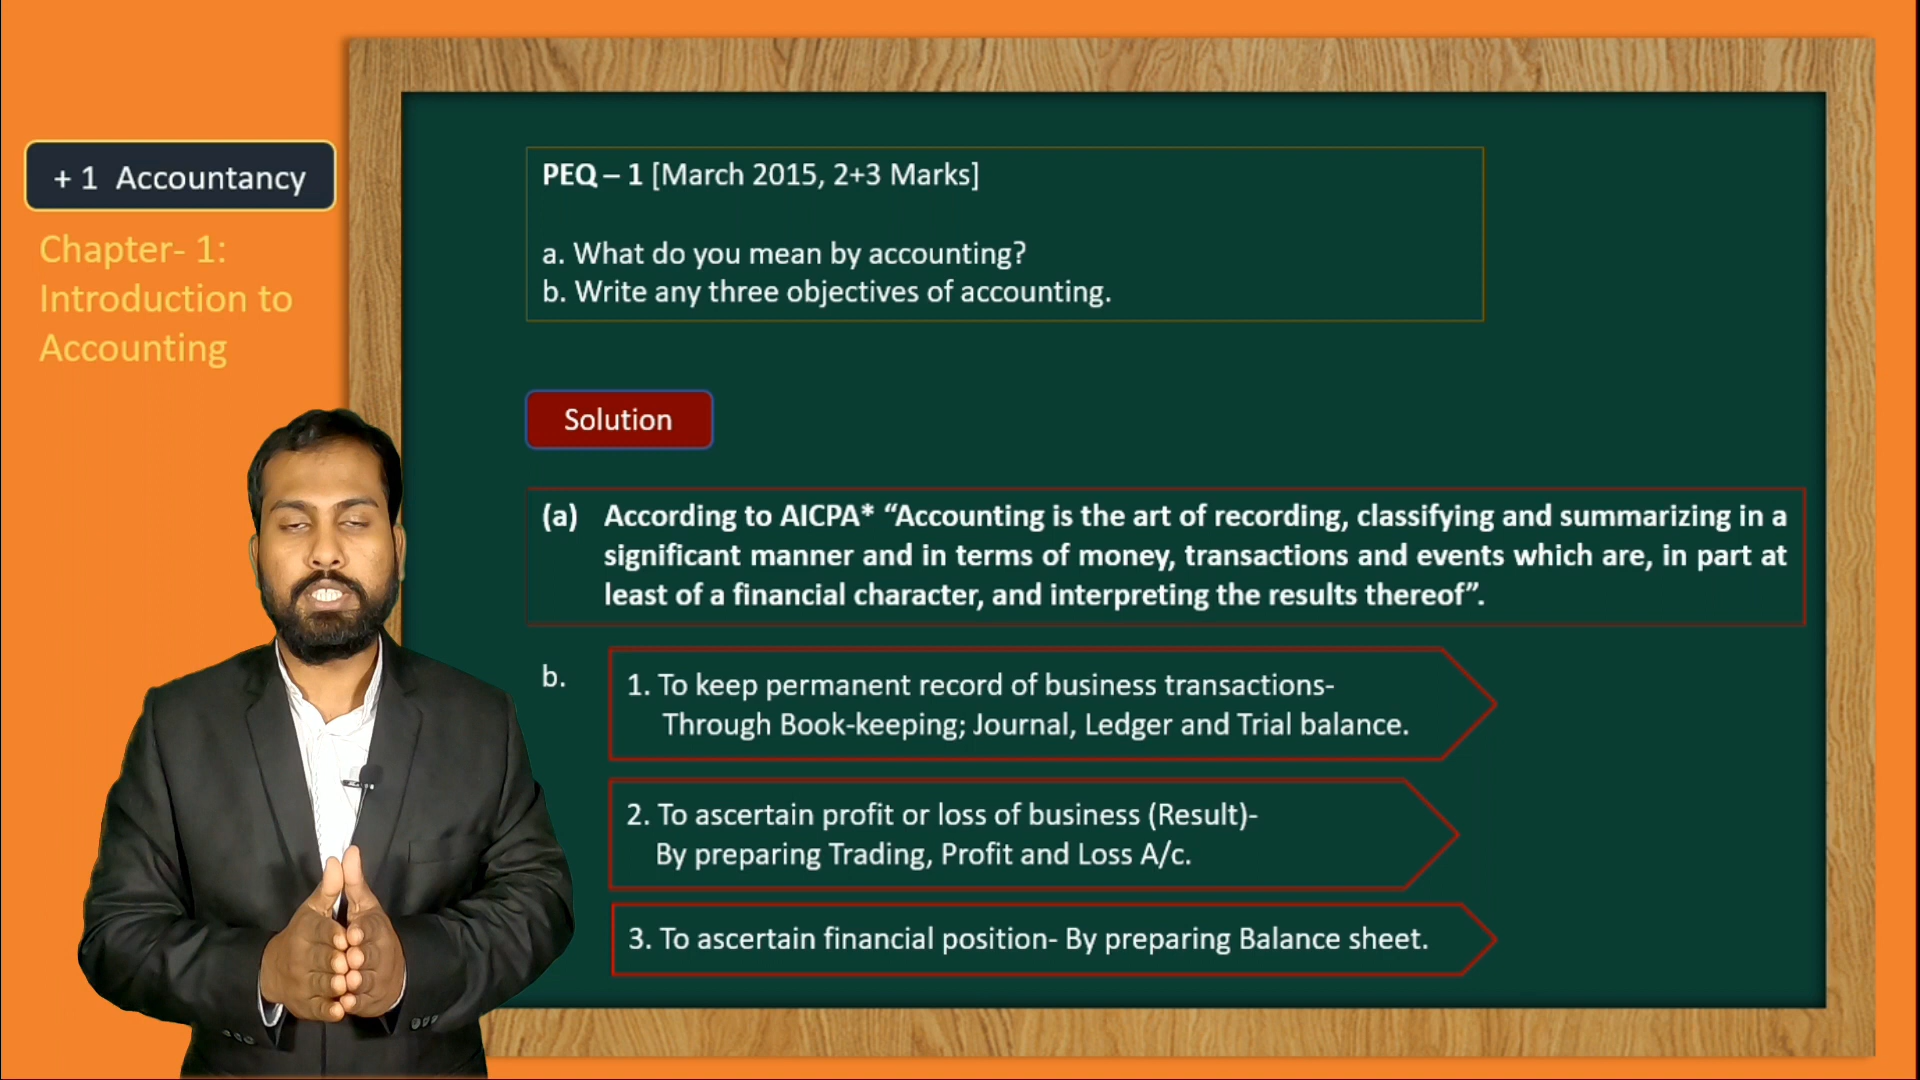 + 1 Accountancy
Chapter- 1:
Introduction to
Accounting
PEQ – 1 [March 2015, 2+3 Marks]
a. What do you mean by accounting?
b. Write any three objectives of accounting.
Solution
(a) According to AICPA* “Accounting is the art of recording, classifying and summarizing in a
significant manner and in terms of money, transactions and events which are, in part at
least of a financial character, and interpreting the results thereof”.
b.
1. To keep permanent record of business transactions-
Through Book-keeping; Journal, Ledger and Trial balance.
2. To ascertain profit or loss of business (Result)-
By preparing Trading, Profit and Loss A/c.
3. To ascertain financial position- By preparing Balance sheet.